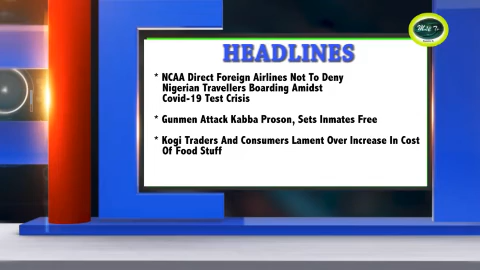 HEADLINES
* NCAA Direct Foreign Airlines Not To Deny
Nigerian Travellers Boarding Amidst
Covid-19 Test Crisis
* Gunmen Attack Kabba Proson, Sets Inmates Free
* Kogi Traders And Consumers Lament Over Increase In Cost
Of Food Stuff